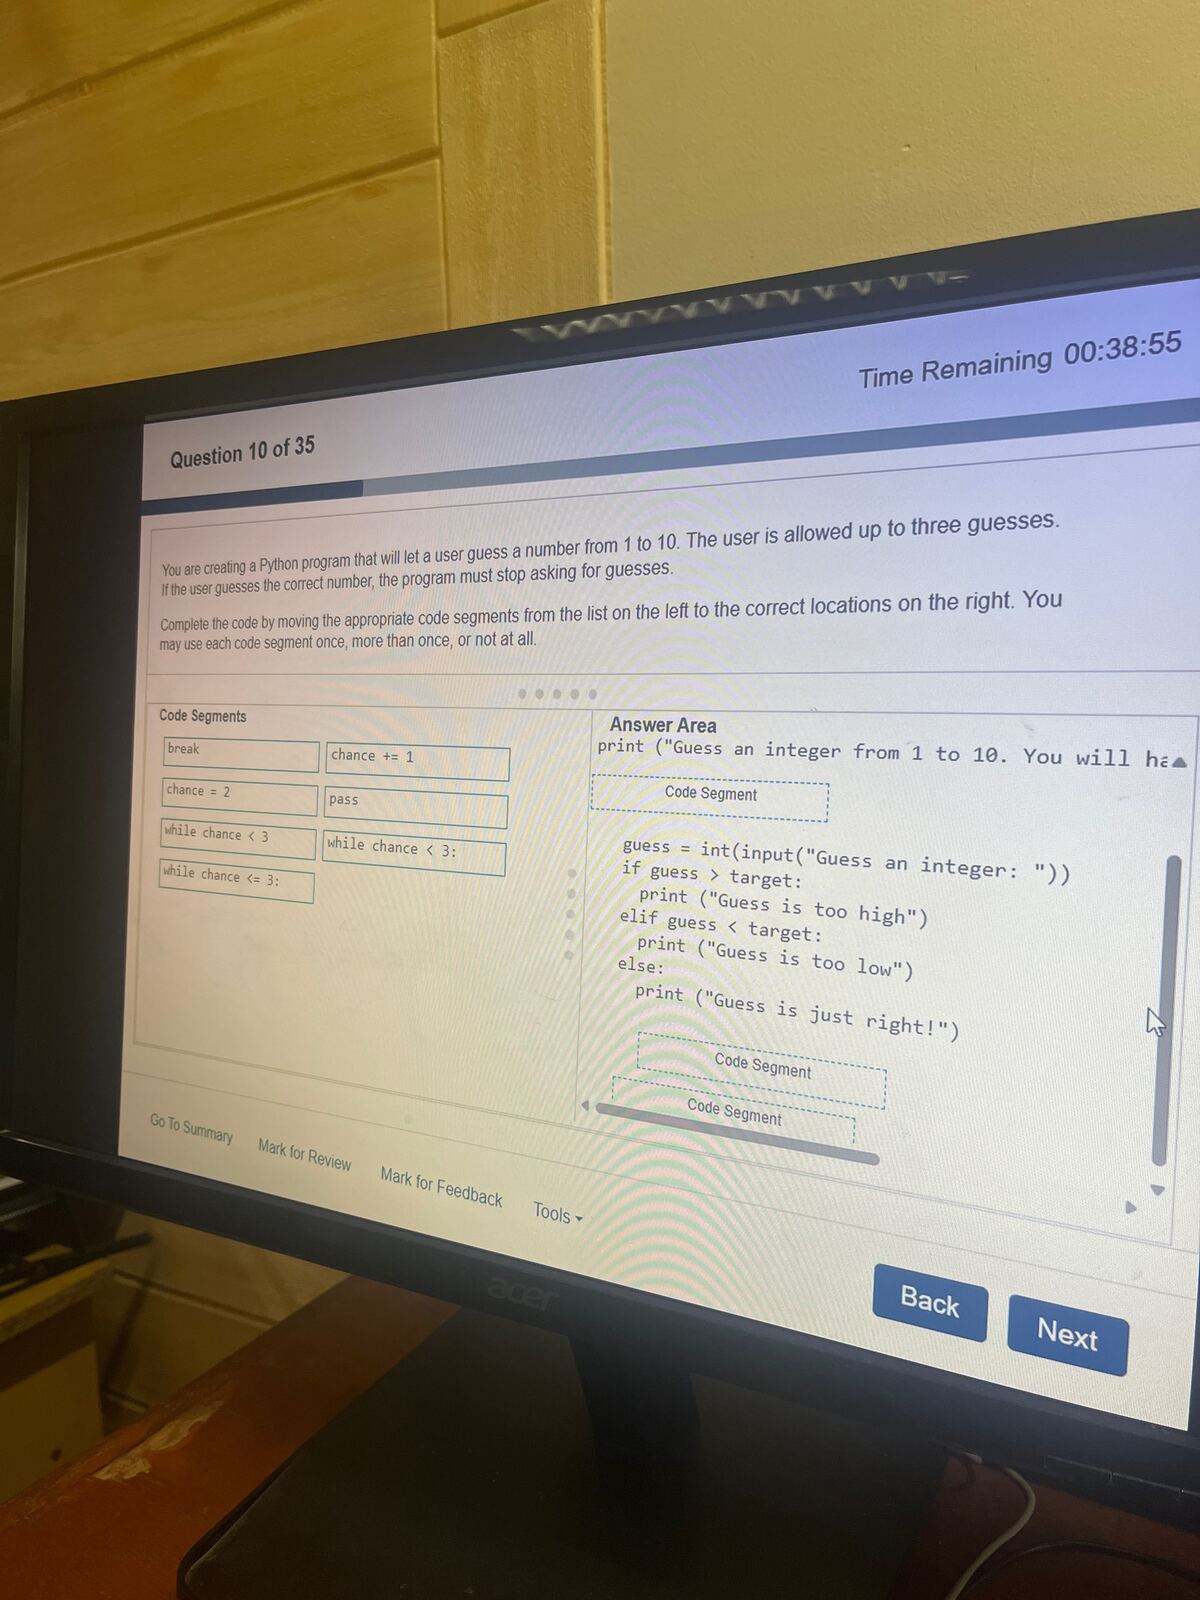 Time Remaining 00:38:55
Question 10 of 35
You are creating a Python program that will let a user guess a number from 1 to 10. The user is allowed up to three guesses.
If the user guesses the correct number, the program must stop asking for guesses.
Complete the code by moving the appropriate code segments from the list on the left to the correct locations on the right. You
may use each code segment once, more than once, or not at all.
Code Segments
break
chance += 1
chance = 2
pass
while chance < 3
while chance < 3:
while chance <= 3:
Answer Area
print ("Guess an integer from 1 to 10. You will ha
Code Segment
guess = int(input("Guess an integer: "))
if guess > target:
print ("Guess is too high")
elif guess < target:
print ("Guess is too low")
else:
print ("Guess is just right!")
Code Segment
Code Segment
Go To Summary
Mark for Review
Mark for Feedback
Tools
Back
Next
acer